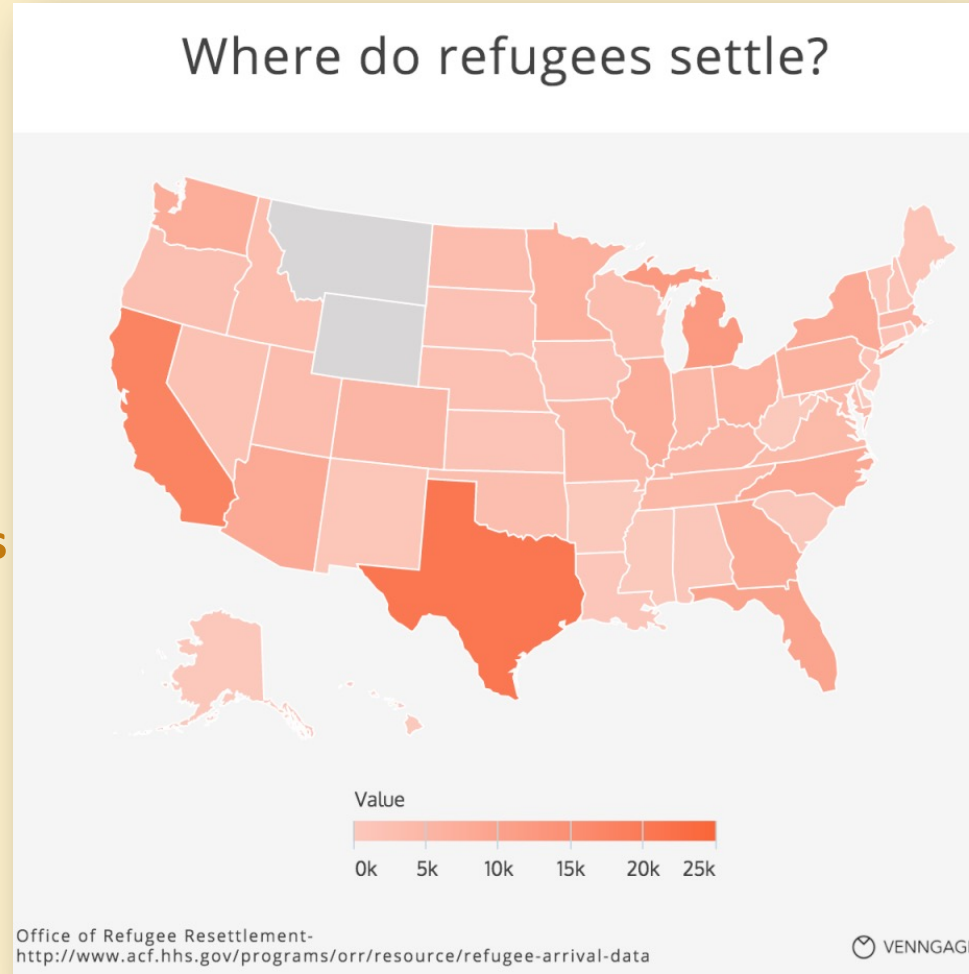 Where do refugees settle?
s
Value
0k 5k 10k 15k 20k 25k
Office of Refugee Resettlement-
http://www.acf.hhs.gov/programs/orr/resource/refugee-arrival-data
VENNGAGE